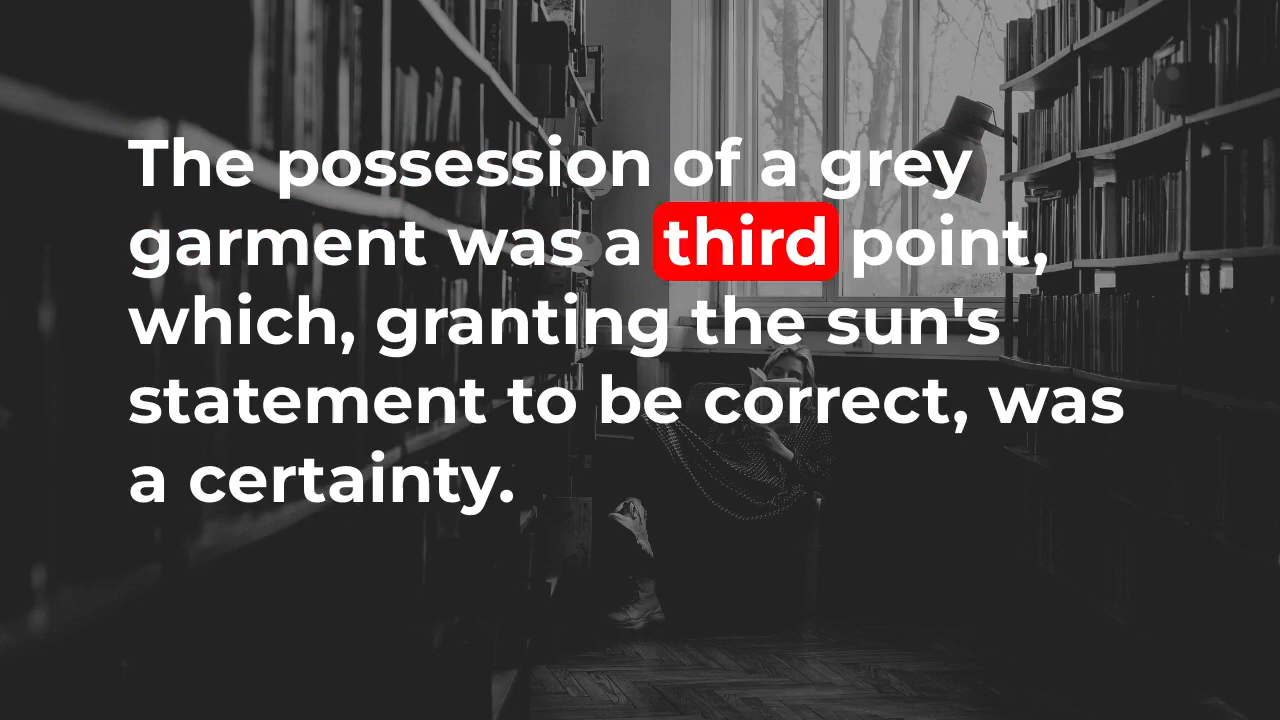 The possession of a grey
garment was a third point,
which, granting the sun's
statement to be correct, was
a certainty.